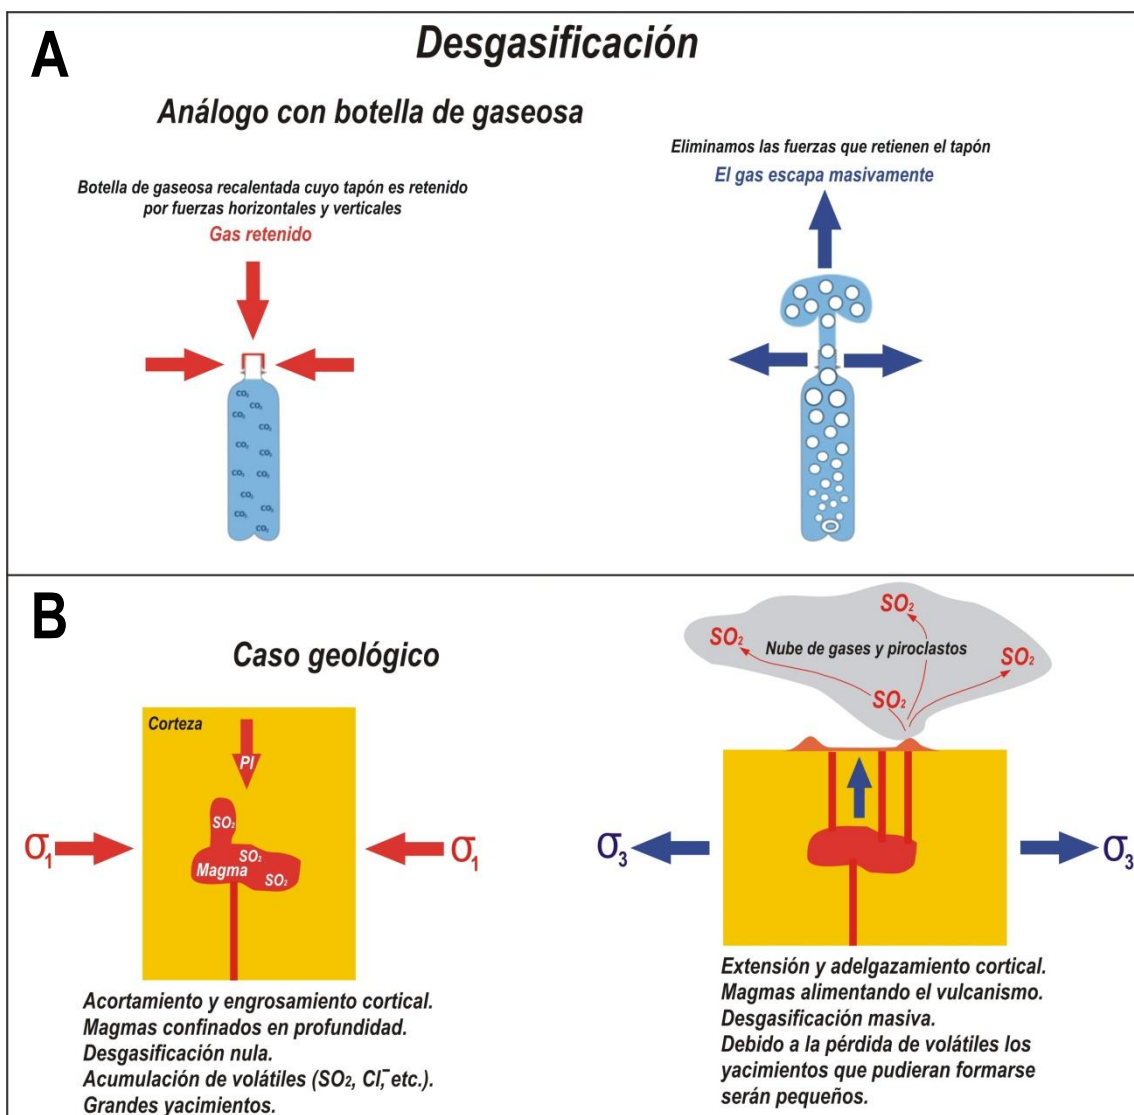 A
Desgasificación
Análogo con botella de gaseosa
Botella de gaseosa recalentada cuyo tapón es retenido
por fuerzas horizontales y verticales
Gas retenido
CO₂
CO₂
CO₂
CO₂
CO₂
CO₂
CO₂
CO₂
CO₂
CO₂
CO₂
CO₂
Eliminamos las fuerzas que retienen el tapón
El gas escapa masivamente
B
Caso geológico
Corteza
Pl
SO₂
SO₂
Magma
SO₂
σ₁
σ₁
Acortamiento y engrosamiento cortical.
Magmas confinados en profundidad.
Desgasificación nula.
Acumulación de volátiles (SO₂, Cl⁻, etc.).
Grandes yacimientos.
SO₂
SO₂
Nube de gases y piroclastos
SO₂
SO₂
σ₃
σ₃
Extensión y adelgazamiento cortical.
Magmas alimentando el vulcanismo.
Desgasificación masiva.
Debido a la pérdida de volátiles los
yacimientos que pudieran formarse
serán pequeños.